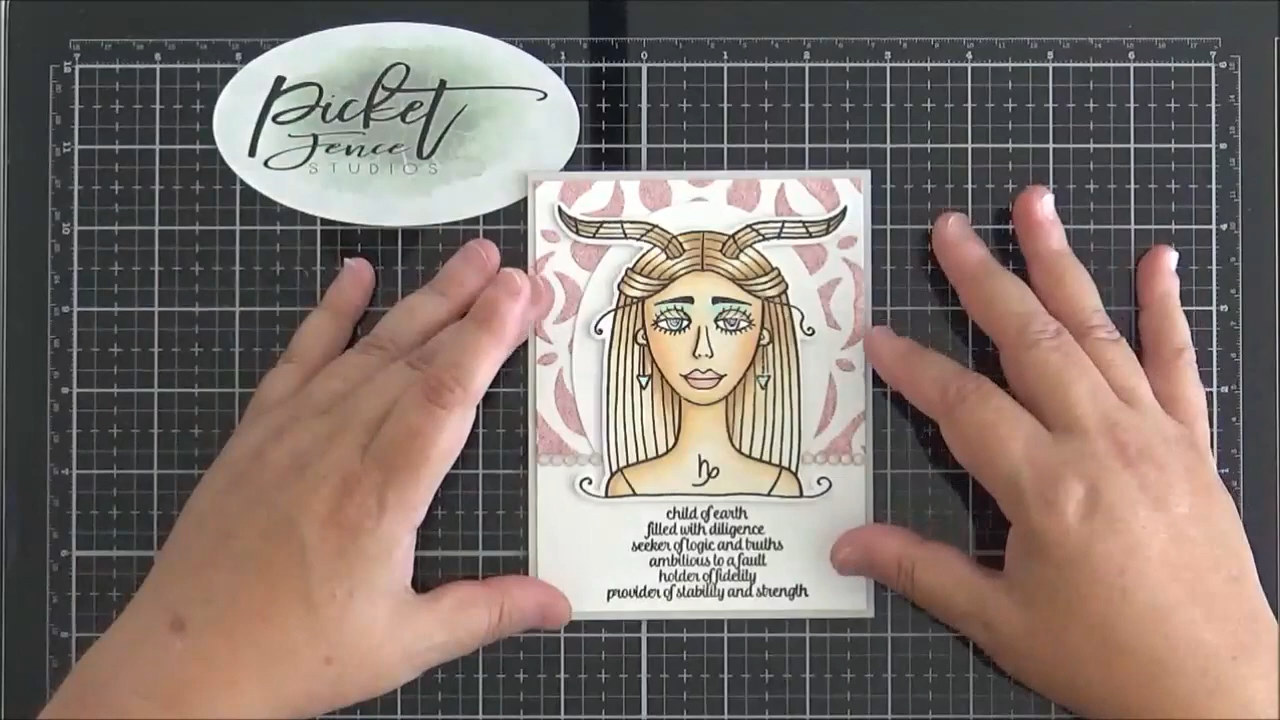 Picket
Fence
STUDIOS
child of earth
filled with diligence
seeker of logic and truths
ambitious to a fault
holder of fidelity
provider of stability and strength